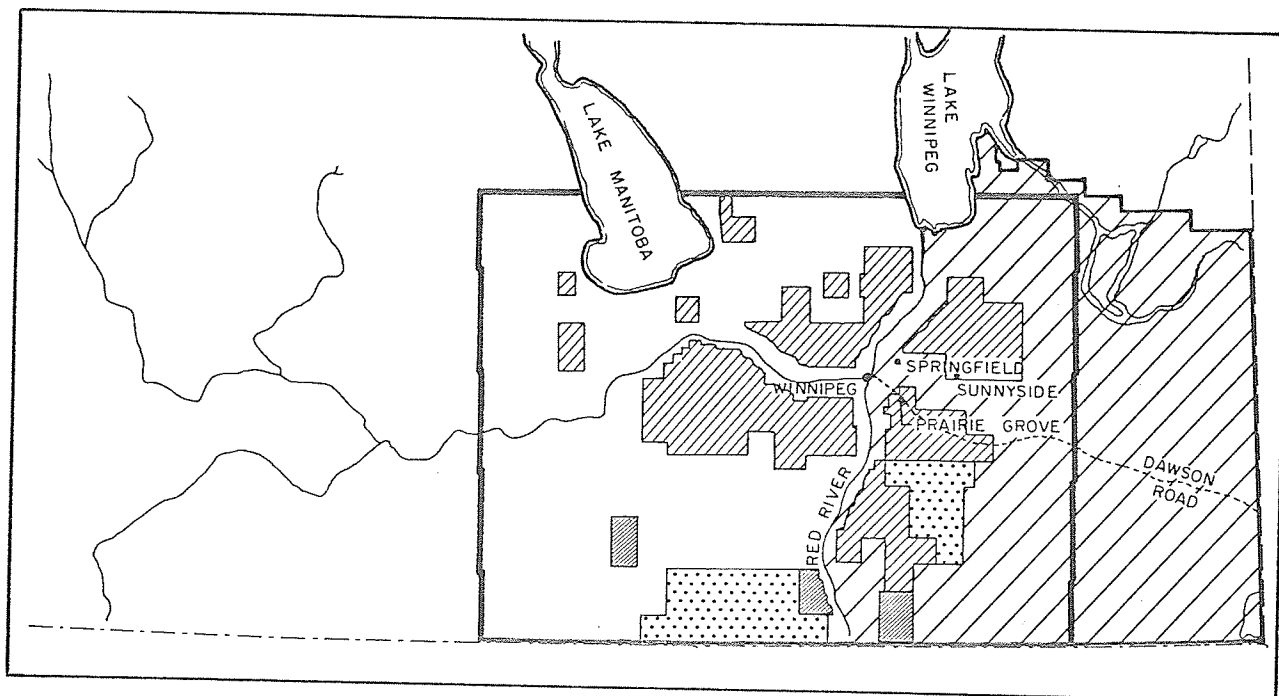 LAKE MANITOBA
LAKE
WINNIPEG
SPRINGFIELD
WINNIPEG
SUNNYSIDE
PRAIRIE GROVE
DAWSON
ROAD
RED RIVER